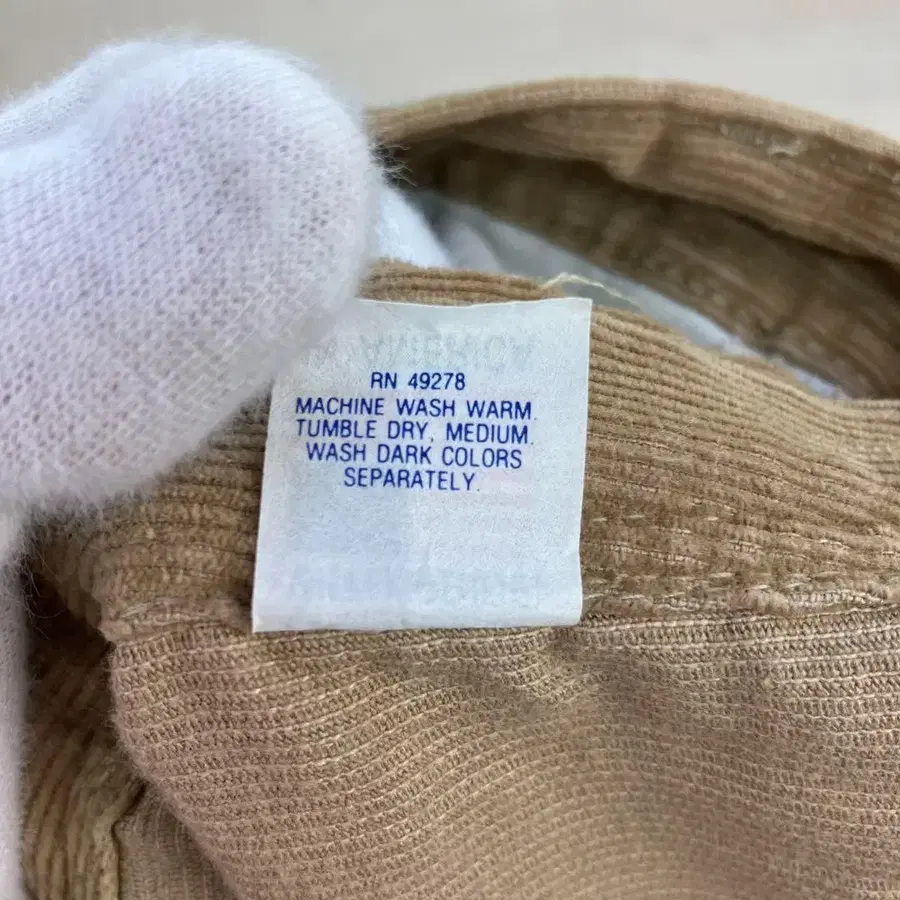 RN 49278
MACHINE WASH WARM.
TUMBLE DRY, MEDIUM.
WASH DARK COLORS
SEPARATELY.